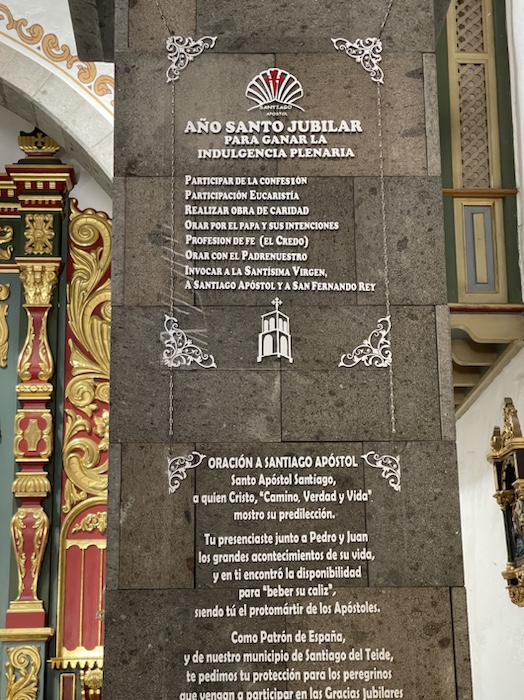 SANTIAGO
APÓSTOL
AÑO SANTO JUBILAR
PARA GANAR LA
INDULGENCIA PLENARIA
PARTICIPAR DE LA CONFESIÓN
PARTICIPACIÓN EUCARISTÍA
REALIZAR OBRA DE CARIDAD
ORAR POR EL PAPA Y SUS INTENCIONES
PROFESION DE FE (EL CREDO)
ORAR CON EL PADRENUESTRO
INVOCAR A LA SANTÍSIMA VIRGEN,
A SANTIAGO APÓSTOL Y A SAN FERNANDO REY
ORACIÓN A SANTIAGO APÓSTOL
Santo Apóstol Santiago,
a quien Cristo, "Camino, Verdad y Vida"
mostro su predilección.
Tu presenciaste junto a Pedro y Juan
los grandes acontecimientos de su vida,
y en ti encontró la disponibilidad
para "beber su caliz",
siendo tú el protomártir de los Apóstoles.
Como Patrón de España,
y de nuestro municipio de Santiago del Teide,
te pedimos tu protección para los peregrinos
que vengan a participar en las Gracias Jubilares